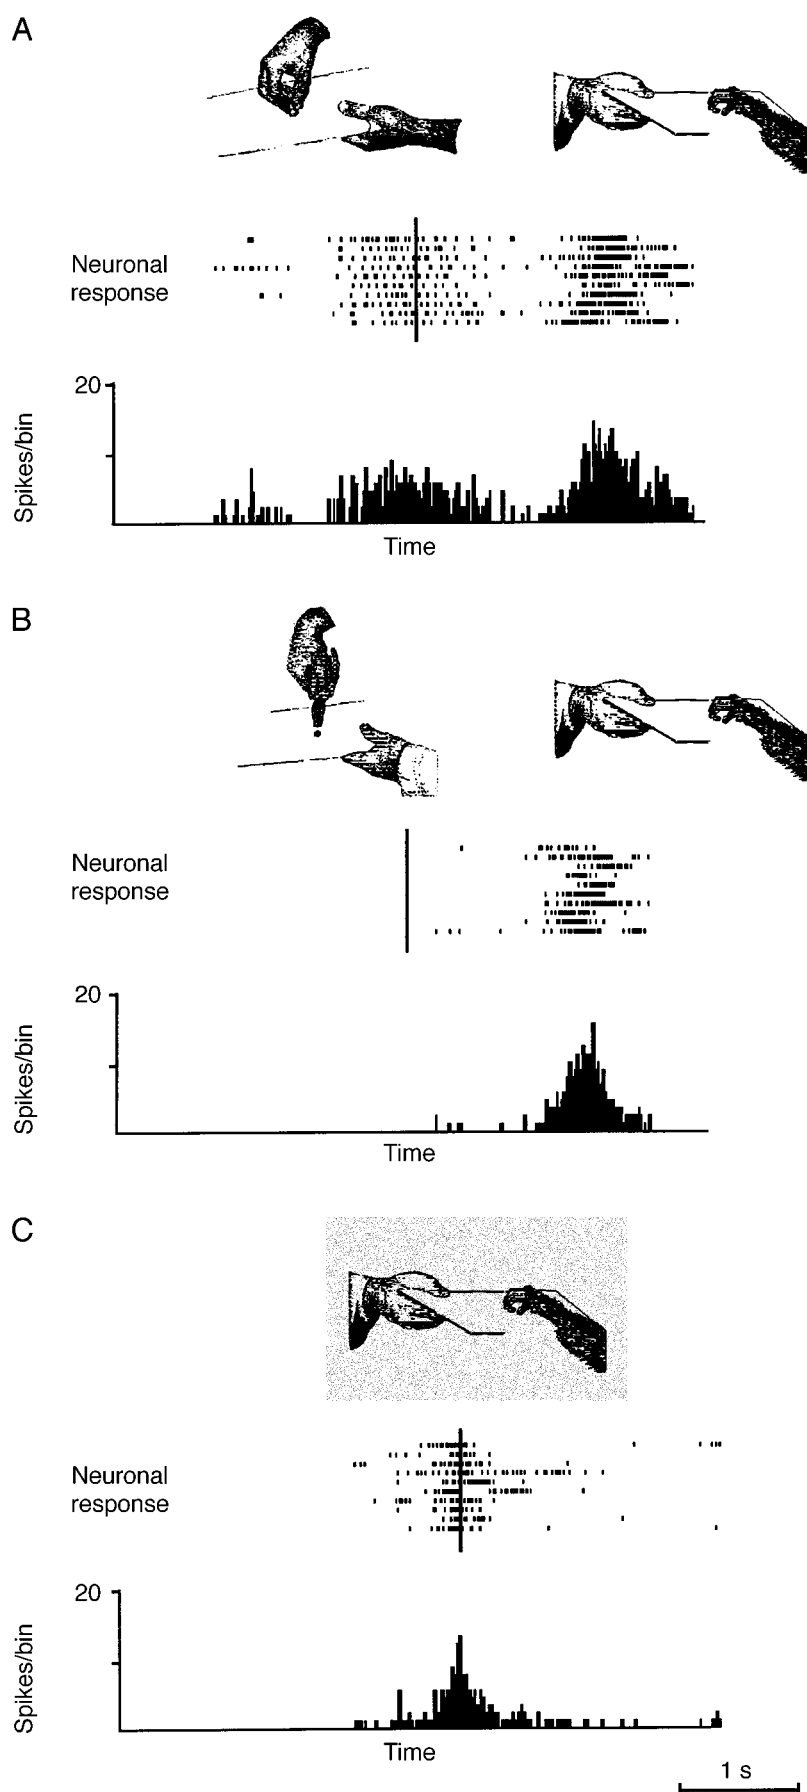 A
Neuronal
response
20
Spikes/bin
Time
B
Neuronal
response
20
Spikes/bin
Time
C
Neuronal
response
20
Spikes/bin
Time
1 s